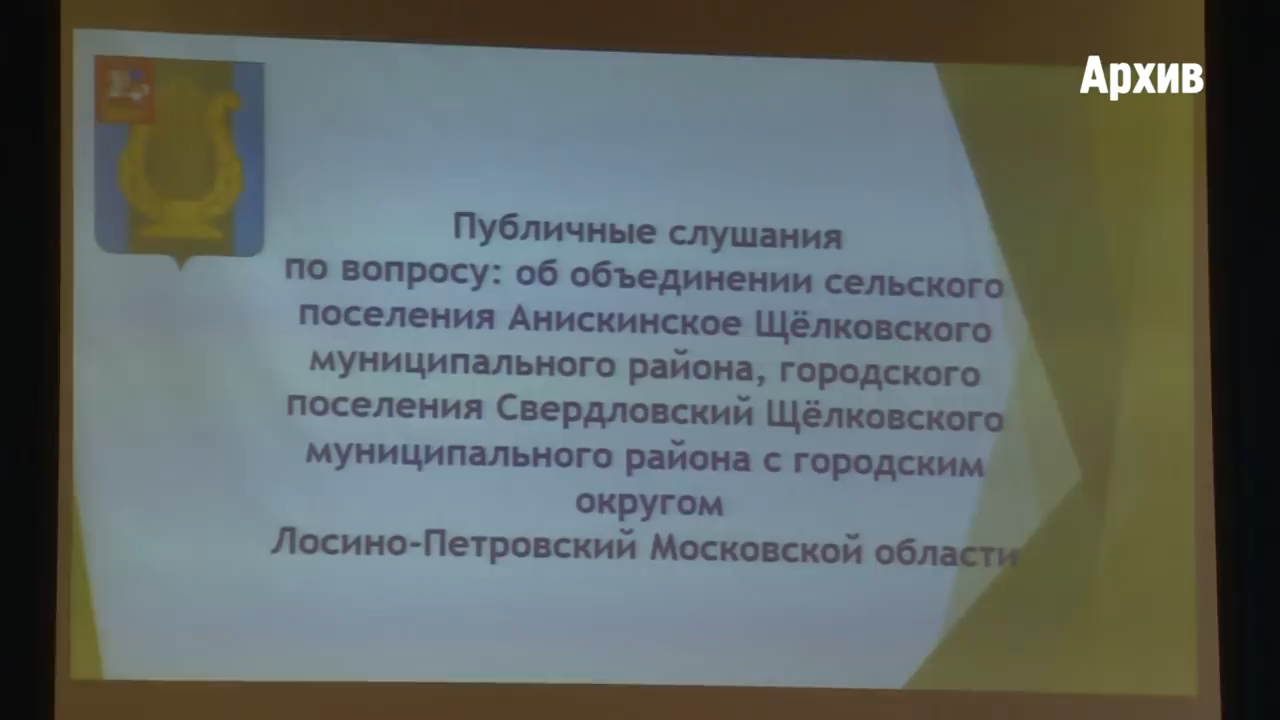 Архив
Публичные слушания
по вопросу: об объединении сельского
поселения Анискинское Щёлковского
муниципального района, городского
поселения Свердловский Щёлковского
муниципального района с городским
округом
Лосино-Петровский Московской области